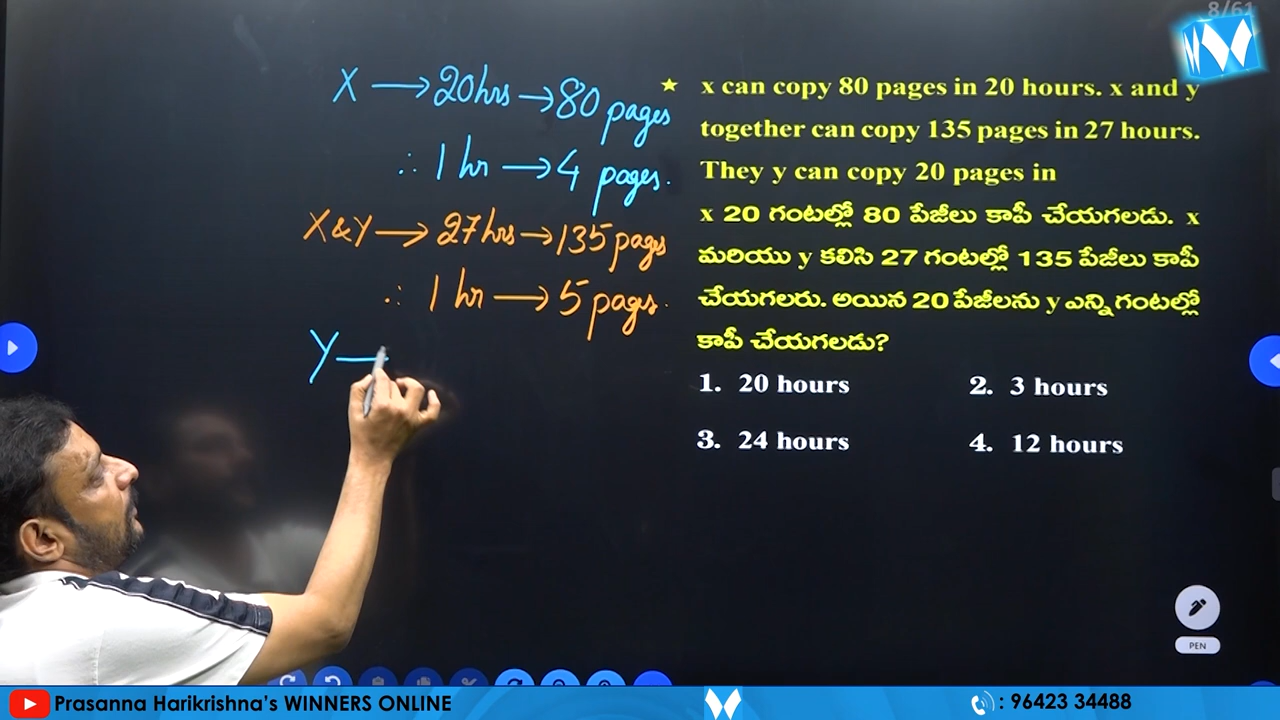 8/61
X → 20hrs → 80 pages
∴ 1 hr → 4 pages.
X&Y → 27hrs → 135 pages
∴ 1 hr → 5 pages.
Y —
★ x can copy 80 pages in 20 hours. x and y
together can copy 135 pages in 27 hours.
They y can copy 20 pages in
x 20 గంటల్లో 80 పేజీలు కాపీ చేయగలడు. x
మరియు y కలిసి 27 గంటల్లో 135 పేజీలు కాపీ
చేయగలరు. అయిన 20 పేజీలను y ఎన్ని గంటల్లో
కాపీ చేయగలడు?
1. 20 hours 2. 3 hours
3. 24 hours 4. 12 hours
PEN
Prasanna Harikrishna's WINNERS ONLINE
: 96423 34488